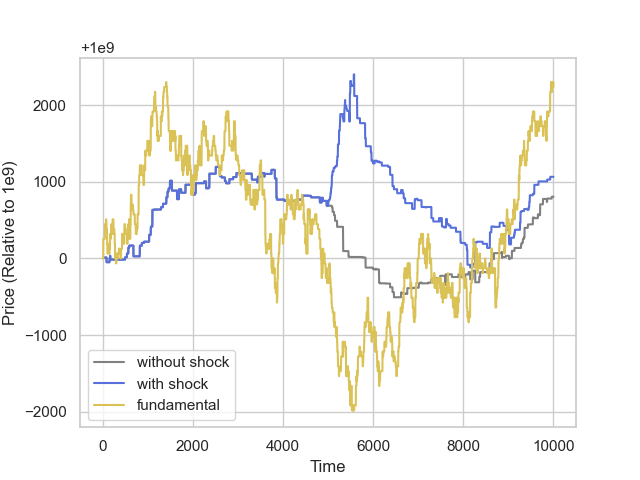 +1e9
2000
1000
0
−1000
−2000
Price (Relative to 1e9)
without shock
with shock
fundamental
0 2000 4000 6000 8000 10000
Time